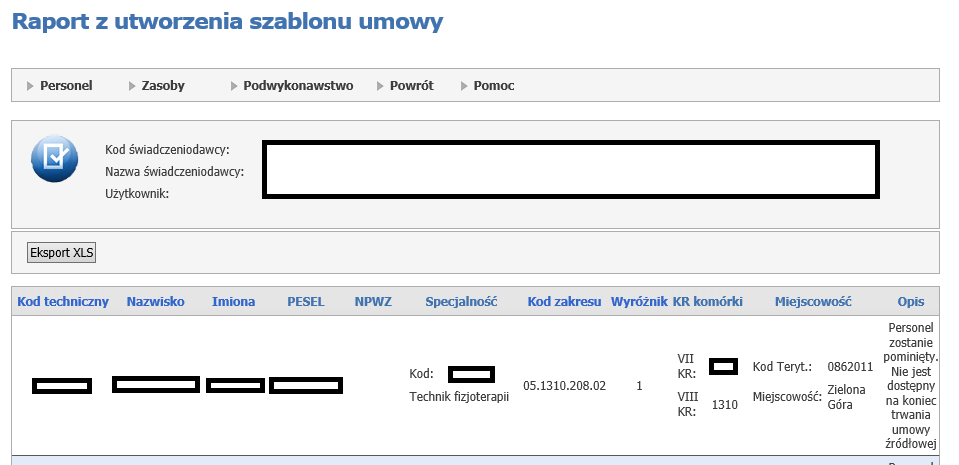 Raport z utworzenia szablonu umowy
Personel Zasoby Podwykonawstwo Powrót Pomoc
Kod świadczeniodawcy:
Nazwa świadczeniodawcy:
Użytkownik:
Eksport XLS
Kod techniczny Nazwisko Imiona PESEL NPWZ Specjalność Kod zakresu Wyróżnik KR komórki Miejscowość Opis
Kod:
Technik fizjoterapii
05.1310.208.02
1
VII
KR:
VIII
KR:
1310
Kod Teryt.: 0862011
Miejscowość: Zielona
Góra
Personel
zostanie
pominięty.
Nie jest
dostępny
na koniec
trwania
umowy
źródłowej